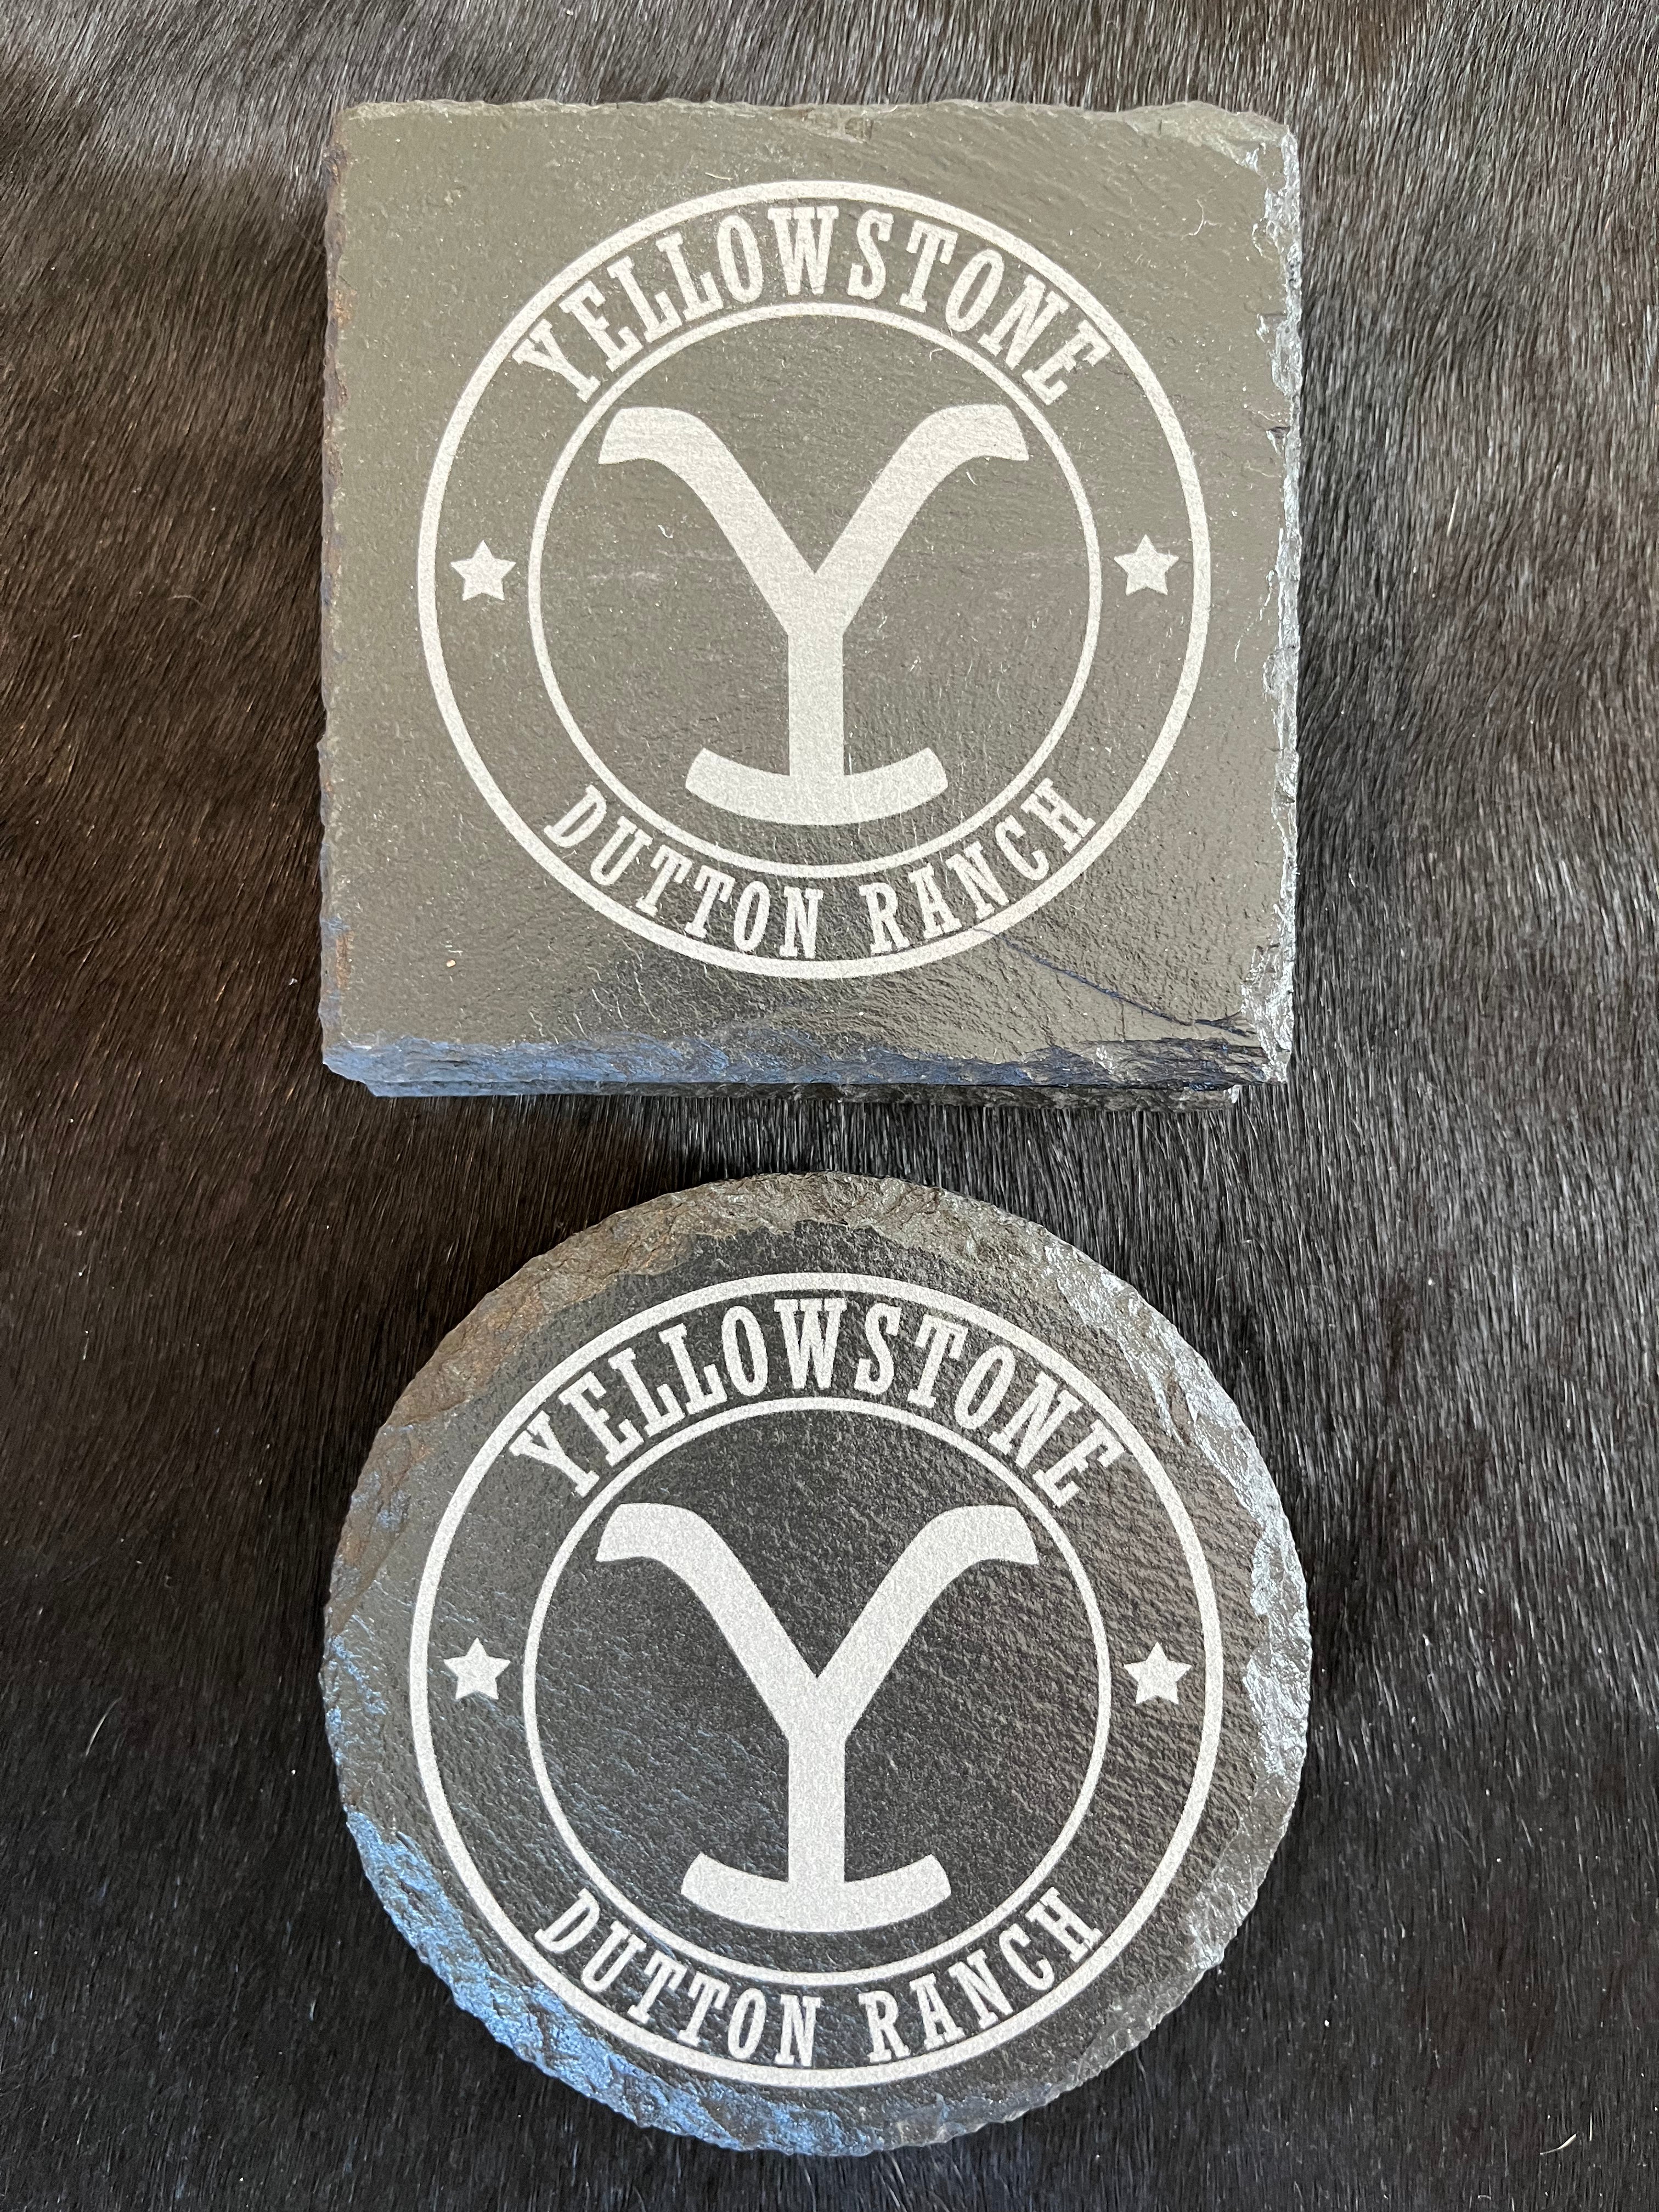 YELLOWSTONE
Y
DUTTON RANCH
YELLOWSTONE
Y
DUTTON RANCH